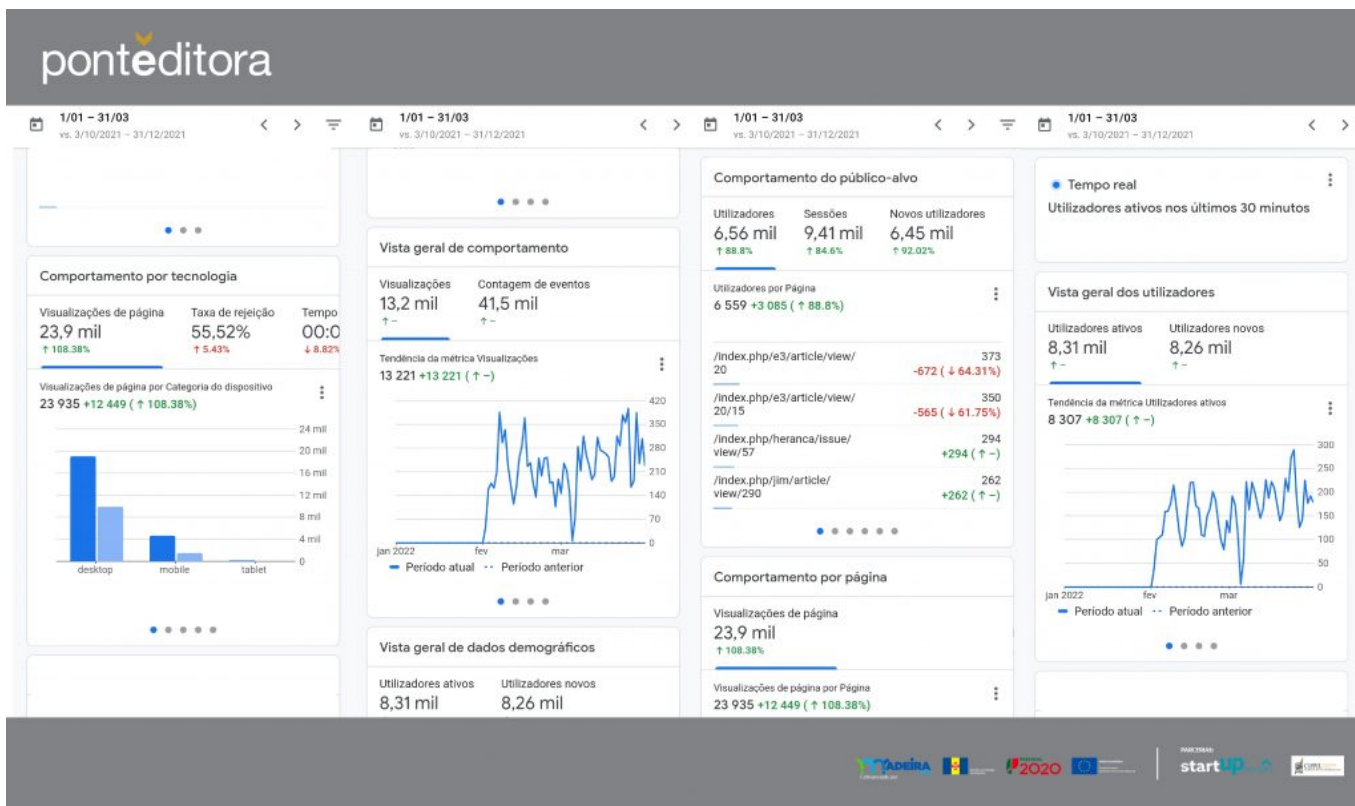 pontěditora
1/01 – 31/03
vs. 3/10/2021 – 31/12/2021
Comportamento por tecnologia
Visualizações de página Taxa de rejeição Tempo
23,9 mil 55,52% 00:0
↑ 108.38% ↑ 5.43% ↓ 8.82%
Visualizações de página por Categoria do dispositivo
23 935 +12 449 ( ↑ 108.38%)
24 mil
20 mil
16 mil
12 mil
8 mil
4 mil
0
desktop mobile tablet
1/01 – 31/03
vs. 3/10/2021 – 31/12/2021
Vista geral de comportamento
Visualizações Contagem de eventos
13,2 mil 41,5 mil
↑ – ↑ –
Tendência da métrica Visualizações
13 221 +13 221 ( ↑ –)
420
350
280
210
140
70
0
jan 2022 fev mar
Período atual Período anterior
Vista geral de dados demográficos
Utilizadores ativos Utilizadores novos
8,31 mil 8,26 mil
1/01 – 31/03
vs. 3/10/2021 – 31/12/2021
Comportamento do público-alvo
Utilizadores Sessões Novos utilizadores
6,56 mil 9,41 mil 6,45 mil
↑ 88.8% ↑ 84.6% ↑ 92.02%
Utilizadores por Página
6 559 +3 085 ( ↑ 88.8%)
/index.php/e3/article/view/ 373
20 -672 ( ↓ 64.31%)
/index.php/e3/article/view/ 350
20/15 -565 ( ↓ 61.75%)
/index.php/heranca/issue/ 294
view/57 +294 ( ↑ –)
/index.php/jim/article/ 262
view/290 +262 ( ↑ –)
Comportamento por página
Visualizações de página
23,9 mil
↑ 108.38%
Visualizações de página por Página
23 935 +12 449 ( ↑ 108.38%)
1/01 – 31/03
vs. 3/10/2021 – 31/12/2021
Tempo real
Utilizadores ativos nos últimos 30 minutos
Vista geral dos utilizadores
Utilizadores ativos Utilizadores novos
8,31 mil 8,26 mil
↑ – ↑ –
Tendência da métrica Utilizadores ativos
8 307 +8 307 ( ↑ –)
300
250
200
150
100
50
0
jan 2022 fev mar
Período atual Período anterior
2020
startup